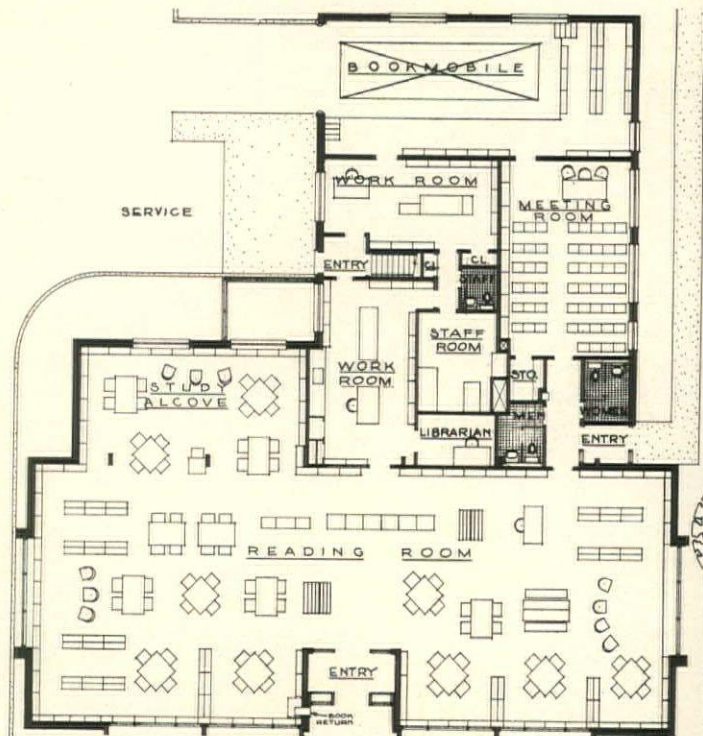 BOOKMOBILE
WORK ROOM
MEETING
ROOM
SERVICE
ENTRY
CL.
CL.
STAFF
STAFF
ROOM
WORK
ROOM
STUDY
ALCOVE
STO.
WOMEN
MEN
LIBRARIAN
ENTRY
READING ROOM
ENTRY
BOOK
RETURN